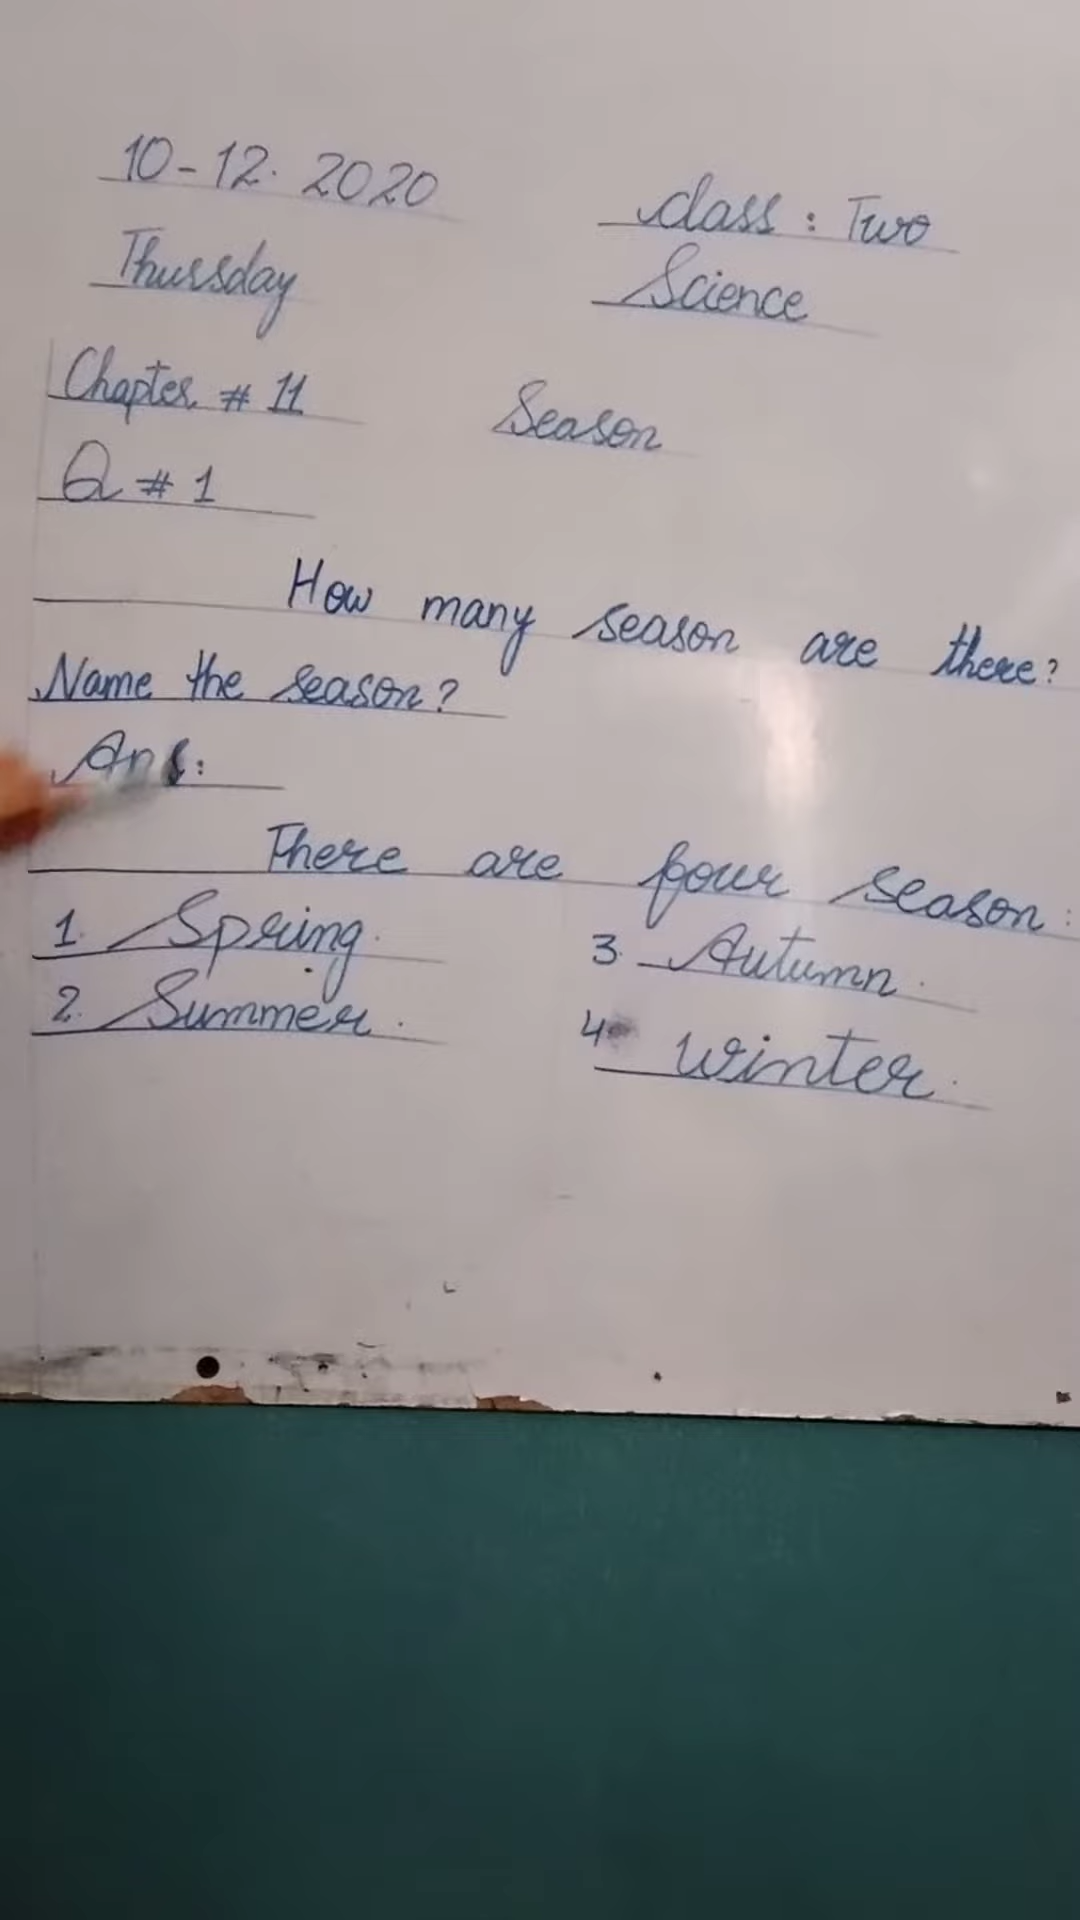 10-12. 2020
class : Two
Thursday
Science
Chapter # 11
Season
Q # 1
How many season are there?
Name the season?
Ans:
There are four season:
1. Spring.
3. Autumn.
2. Summer.
4 winter.